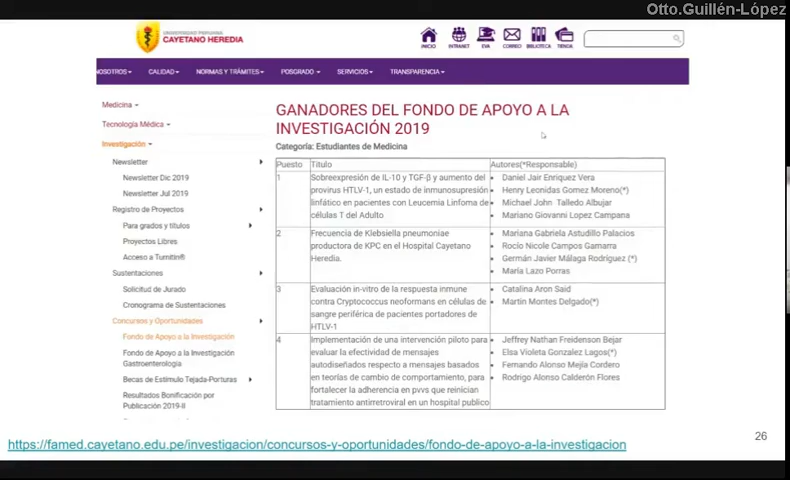 Otto.Guillén-López
UNIVERSIDAD PERUANA
CAYETANO HEREDIA
INICIO INTRANET EVA CORREO BIBLIOTECA TIENDA
NOSOTROS CALIDAD NORMAS Y TRÁMITES POSGRADO SERVICIOS TRANSPARENCIA
Medicina
Tecnología Médica
Investigación
Newsletter
Newsletter Dic 2019
Newsletter Jul 2019
Registro de Proyectos
Para grados y títulos
Proyectos Libres
Acceso a Turnitin®
Sustentaciones
Solicitud de Jurado
Cronograma de Sustentaciones
Concursos y Oportunidades
Fondo de Apoyo a la Investigación
Fondo de Apoyo a la Investigación
Gastroenterología
Becas de Estímulo Tejada-Porturas
Resultados Bonificación por
Publicación 2019-II
GANADORES DEL FONDO DE APOYO A LA
INVESTIGACIÓN 2019
Categoría: Estudiantes de Medicina
Puesto Titulo Autores(*Responsable)
1
Sobreexpresión de IL-10 y TGF-β y aumento del
provirus HTLV-1, un estado de inmunosupresión
linfático en pacientes con Leucemia Linfoma de
células T del Adulto
Daniel Jair Enriquez Vera
Henry Leonidas Gomez Moreno(*)
Michael John Talledo Albujar
Mariano Giovanni Lopez Campana
2
Frecuencia de Klebsiella pneumoniae
productora de KPC en el Hospital Cayetano
Heredia.
Mariana Gabriela Astudillo Palacios
Rocío Nicole Campos Gamarra
Germán Javier Málaga Rodríguez (*)
María Lazo Porras
3
Evaluación in-vitro de la respuesta inmune
contra Cryptococcus neoformans en células de
sangre periférica de pacientes portadores de
HTLV-1
Catalina Aron Said
Martin Montes Delgado(*)
4
Implementación de una intervención piloto para
evaluar la efectividad de mensajes
autodiseñados respecto a mensajes basados
en teorías de cambio de comportamiento, para
fortalecer la adherencia en pvvs que reinician
tratamiento antirretroviral en un hospital publico
Jeffrey Nathan Freidenson Bejar
Elsa Violeta Gonzalez Lagos(*)
Fernando Alonso Mejía Cordero
Rodrigo Alonso Calderón Flores
https://famed.cayetano.edu.pe/investigacion/concursos-y-oportunidades/fondo-de-apoyo-a-la-investigacion
26